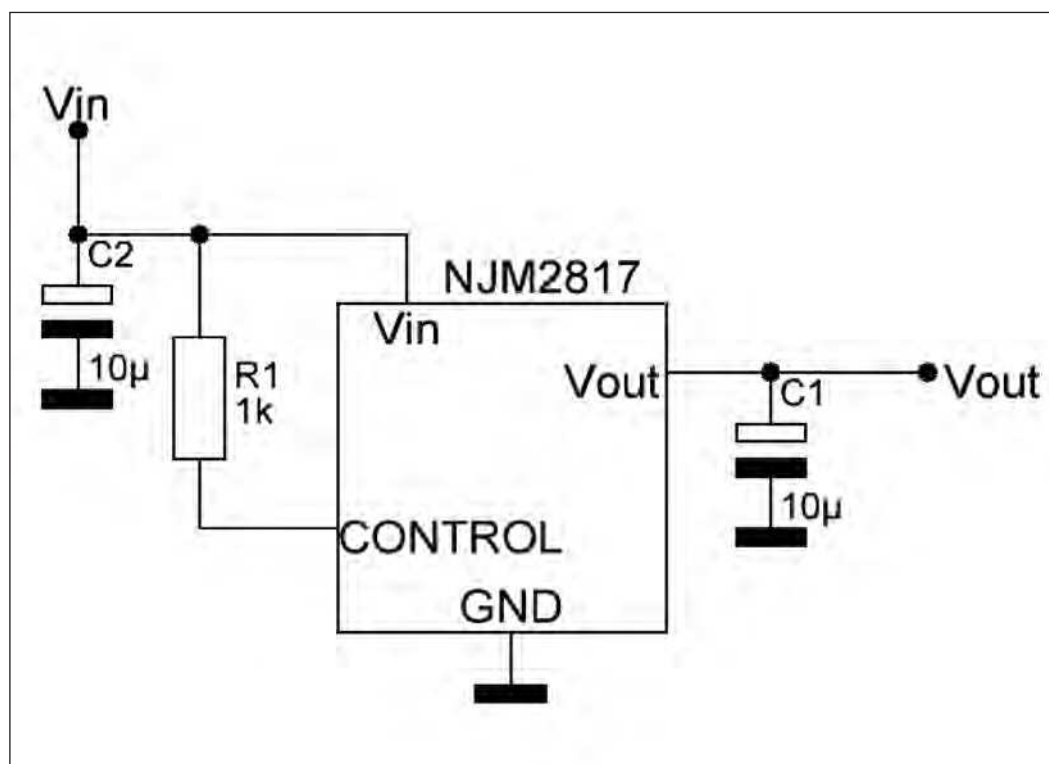 Vin
C2
10µ
R1
1k
NJM2817
Vin
Vout
CONTROL
GND
C1
10µ
Vout